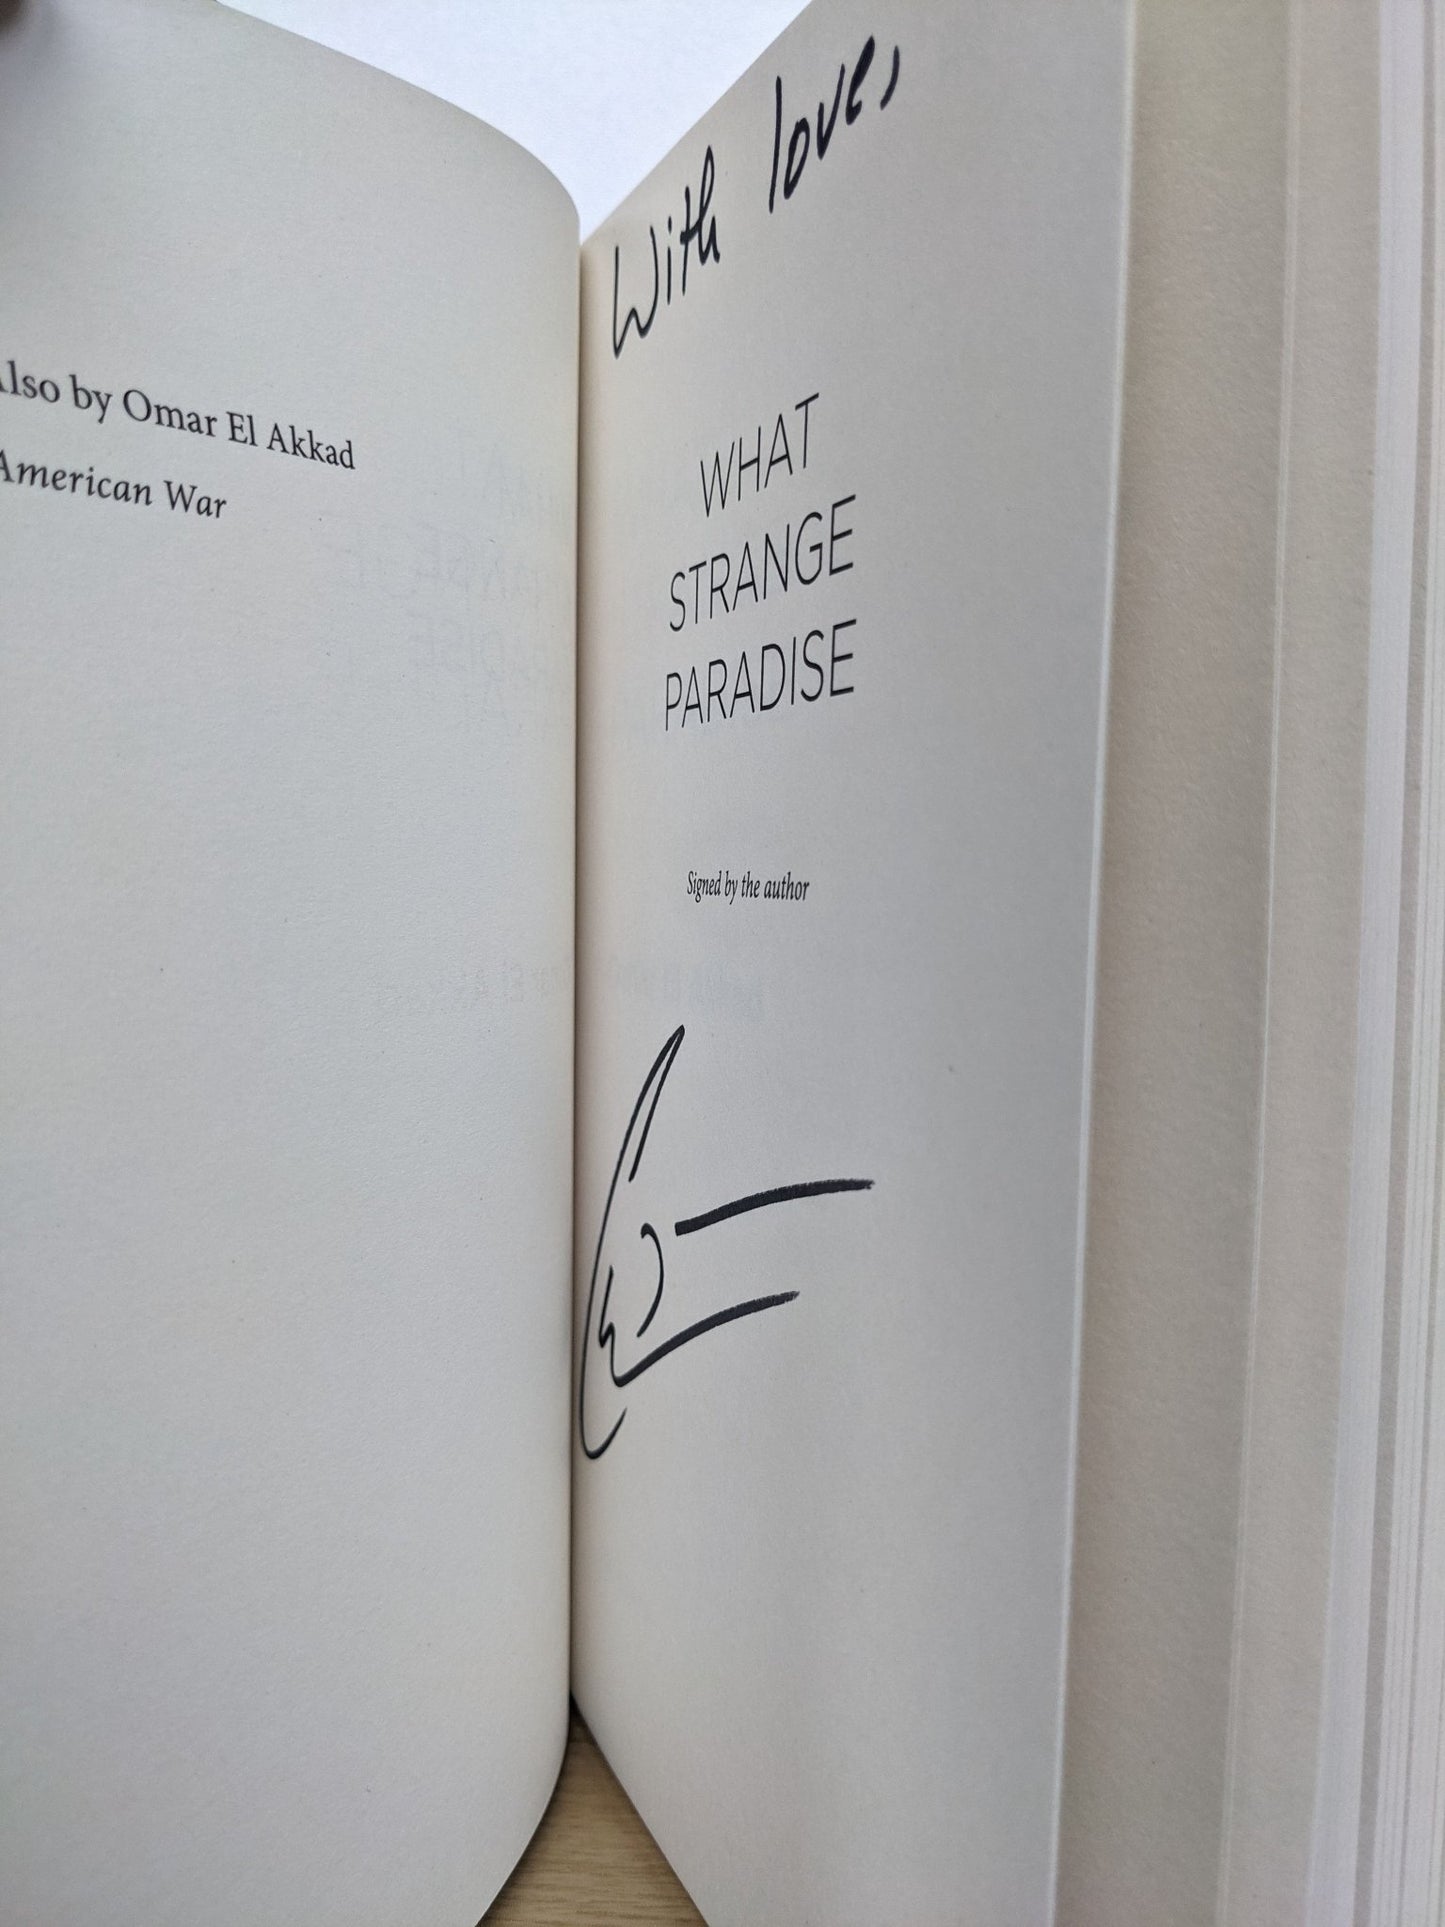 Also by Omar El Akkad
American War
With love,
WHAT
STRANGE
PARADISE
Signed by the author